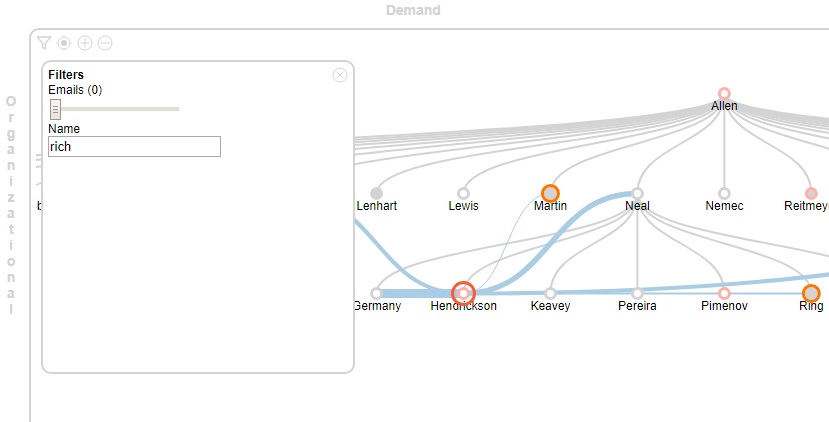 Demand
Organizational
Filters
Emails (0)
Name
rich
Allen
b
Lenhart
Lewis
Martin
Neal
Nemec
Reitmeye
Germany
Hendrickson
Keavey
Pereira
Pimenov
Ring